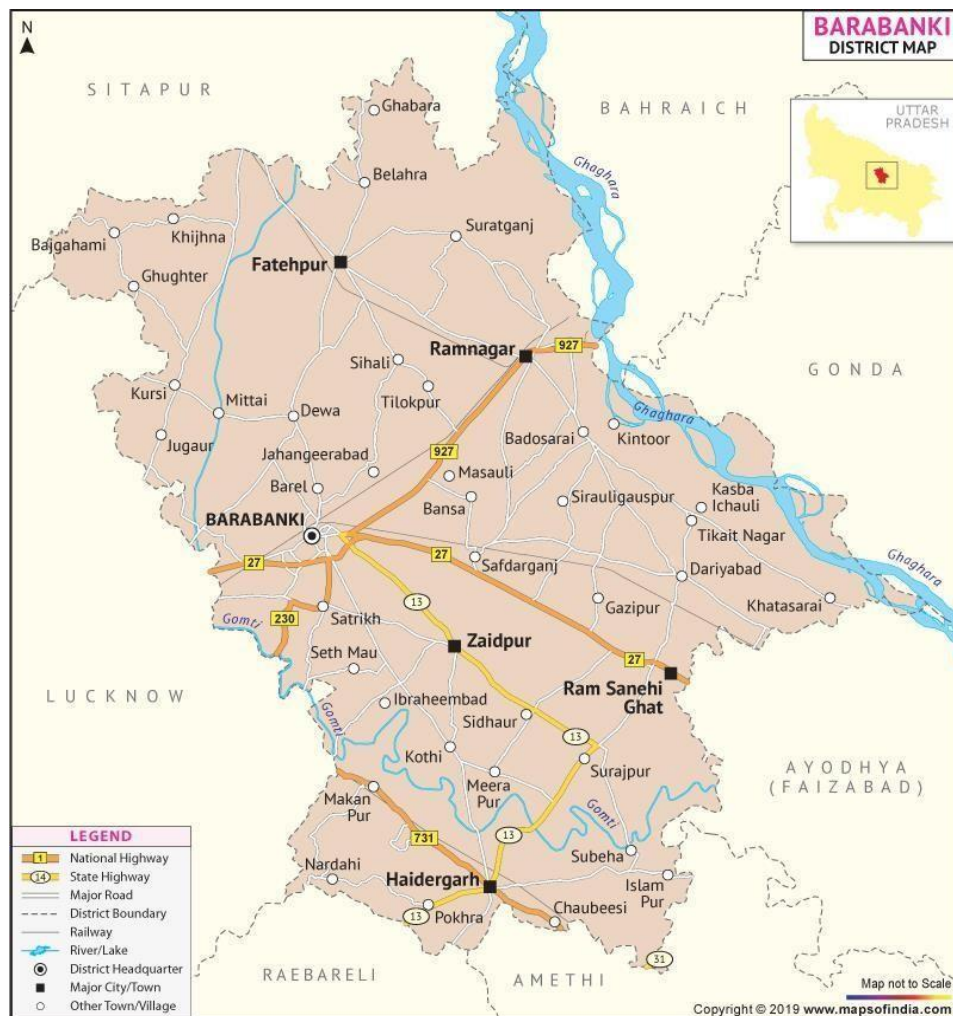 N
BARABANKI
DISTRICT MAP
SITAPUR
BAHRAICH
UTTAR
PRADESH
Ghabara
Ghaghara
Belahra
Khijhna
Bajgahami
Suratganj
Fatehpur
Ghughter
Ramnagar
927
Sihali
GONDA
Kursi
Mittai
Dewa
Tilokpur
Ghaghara
Jugaur
Badosarai
Kintoor
Jahangeerabad
927
Masauli
Barel
Bansa
Sirauligauspur
Kasba
Ichauli
BARABANKI
Tikait Nagar
27
27
Safdarganj
Dariyabad
Ghaghara
13
Gazipur
Khatasarai
Gomti
230
Satrikh
Zaidpur
Seth Mau
27
LUCKNOW
Ram Sanehi
Ghat
Ibraheembad
Gomti
Sidhaur
13
Kothi
Surajpur
AYODHYA
(FAIZABAD)
Meera
Pur
Makan
Pur
Gomti
731
13
Subeha
Nardahi
Haidergarh
Islam
Pur
13
Pokhra
Chaubeesi
31
RAEBARELI
AMETHI
LEGEND
1 National Highway
14 State Highway
Major Road
District Boundary
Railway
River/Lake
District Headquarter
Major City/Town
Other Town/Village
Map not to Scale
Copyright © 2019 www.mapsofindia.com